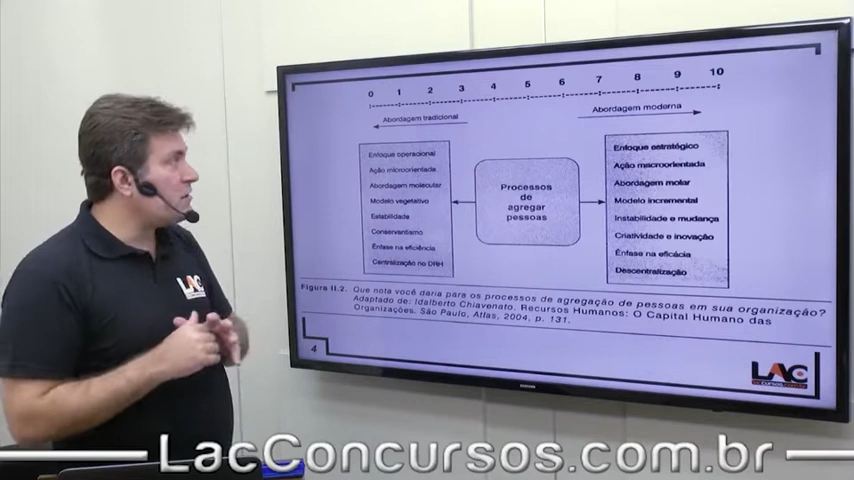 0 1 2 3 4 5 6 7 8 9 10
Abordagem tradicional
Abordagem moderna
Enfoque operacional
Ação microorientada
Abordagem molecular
Modelo vegetativo
Estabilidade
Conservantismo
Ênfase na eficiência
Centralização no DRH
Processos
de
agregar
pessoas
Enfoque estratégico
Ação macroorientada
Abordagem molar
Modelo incremental
Instabilidade e mudança
Criatividade e inovação
Ênfase na eficácia
Descentralização
Figura II.2. Que nota você daria para os processos de agregação de pessoas em sua organização?
Adaptado de: Idalberto Chiavenato, Recursos Humanos: O Capital Humano das
Organizações. São Paulo, Atlas, 2004, p. 131.
4
LAC
CONCURSOS
LAC
SAMSUNG
LacConcursos.com.br